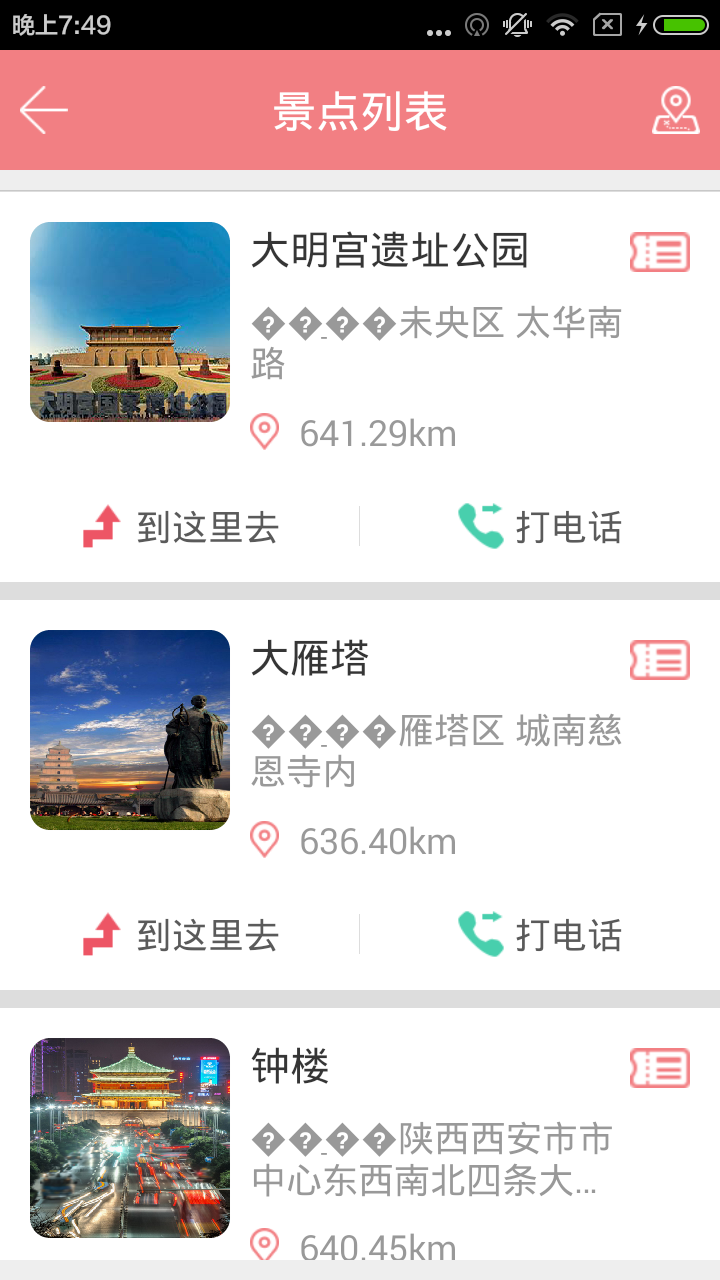 晚上7:49
景点列表
大明宫遗址公园
�_�_�_�未央区 太华南
路
641.29km
到这里去
打电话
大雁塔
�_�_�_�雁塔区 城南慈
恩寺内
636.40km
到这里去
打电话
钟楼
�_�_�_�陕西西安市市
中心东西南北四条大...
640.45km